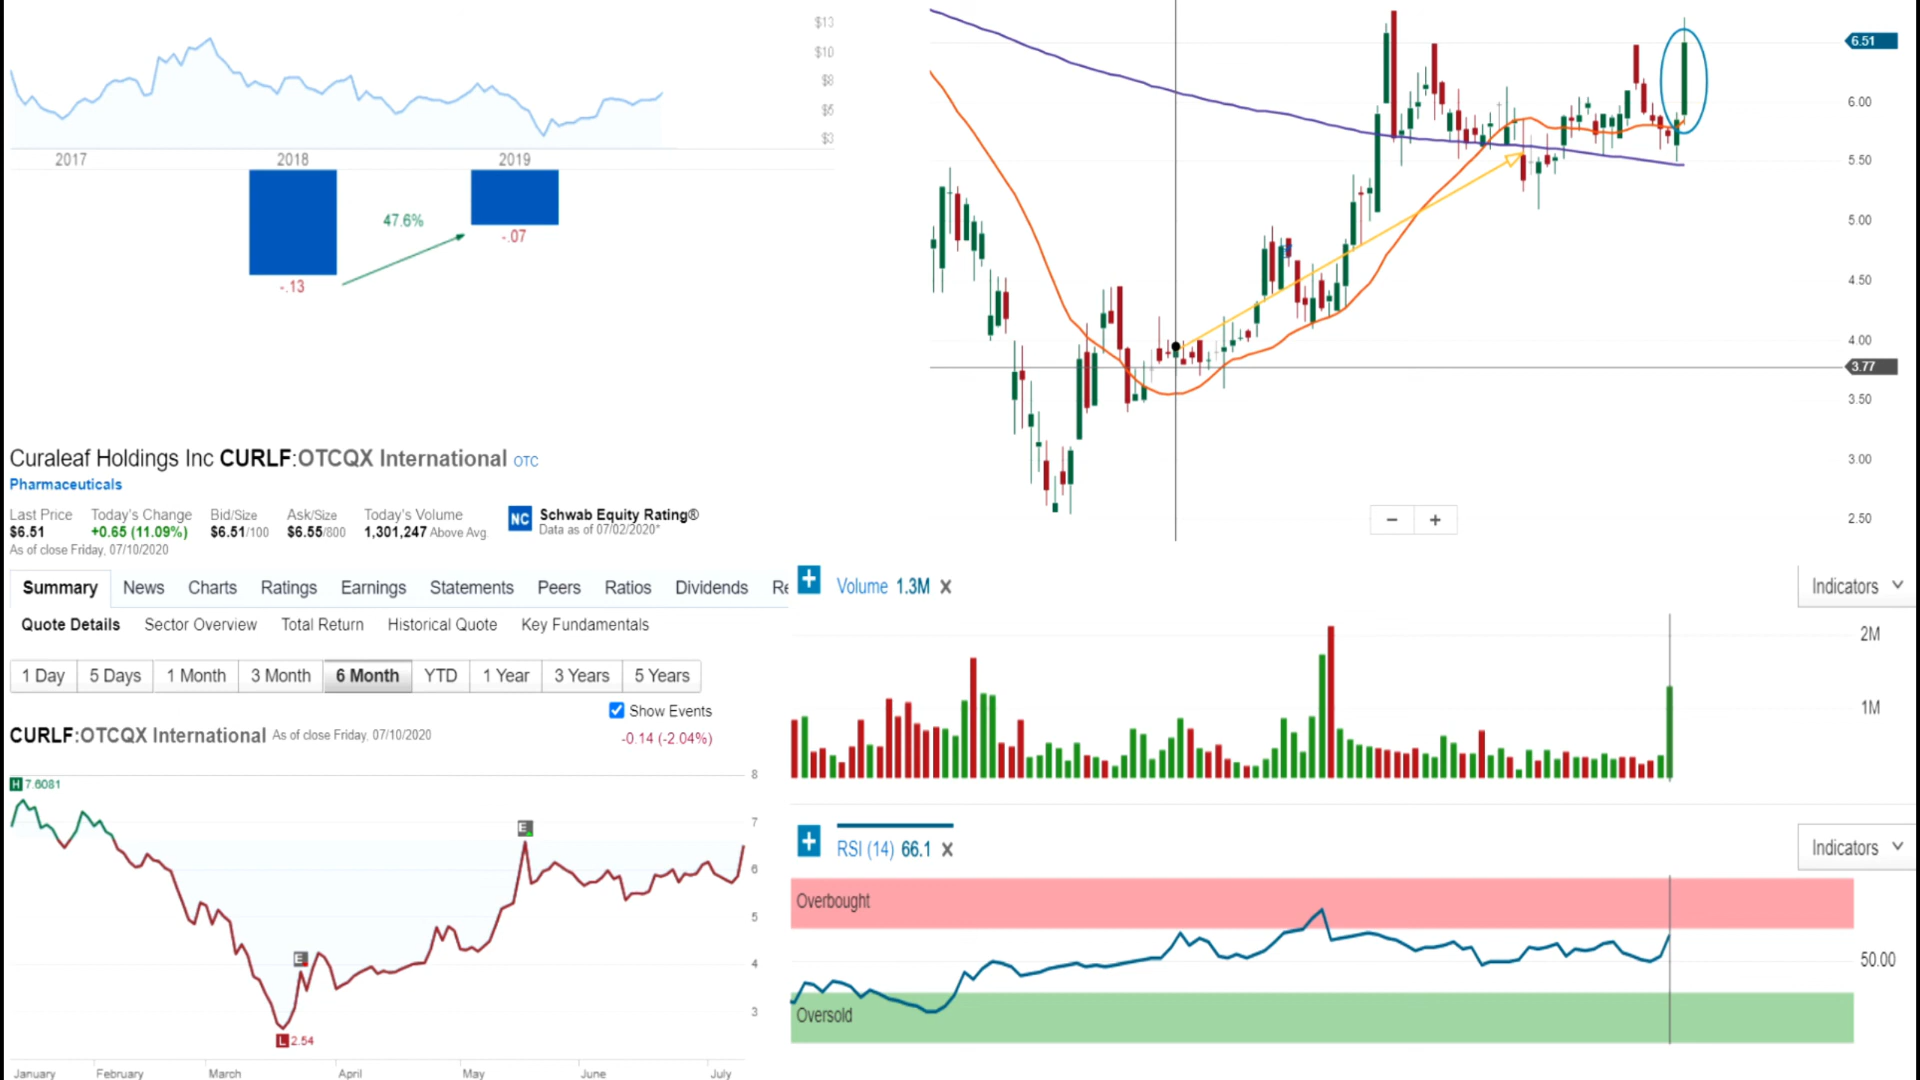 $13
$10
$8
$5
$3
2017 2018 2019
47.6%
-.07
-.13
Curaleaf Holdings Inc CURLF:OTCQX International OTC
Pharmaceuticals
Last Price Today's Change Bid/Size Ask/Size Today's Volume
$6.51 +0.65 (11.09%) $6.51/100 $6.55/800 1,301,247 Above Avg.
As of close Friday, 07/10/2020
NC Schwab Equity Rating®
Data as of 07/02/2020*
Summary News Charts Ratings Earnings Statements Peers Ratios Dividends Re
Quote Details Sector Overview Total Return Historical Quote Key Fundamentals
1 Day 5 Days 1 Month 3 Month 6 Month YTD 1 Year 3 Years 5 Years
Show Events
CURLF:OTCQX International As of close Friday, 07/10/2020
-0.14 (-2.04%)
H 7.6081
8
7
6
5
4
3
E
E
L 2.54
January February March April May June July
6.51
6.00
5.50
5.00
4.50
4.00
3.77
3.50
3.00
2.50
− +
+ Volume 1.3M X
Indicators
2M
1M
+ RSI (14) 66.1 X
Indicators
Overbought
50.00
Oversold